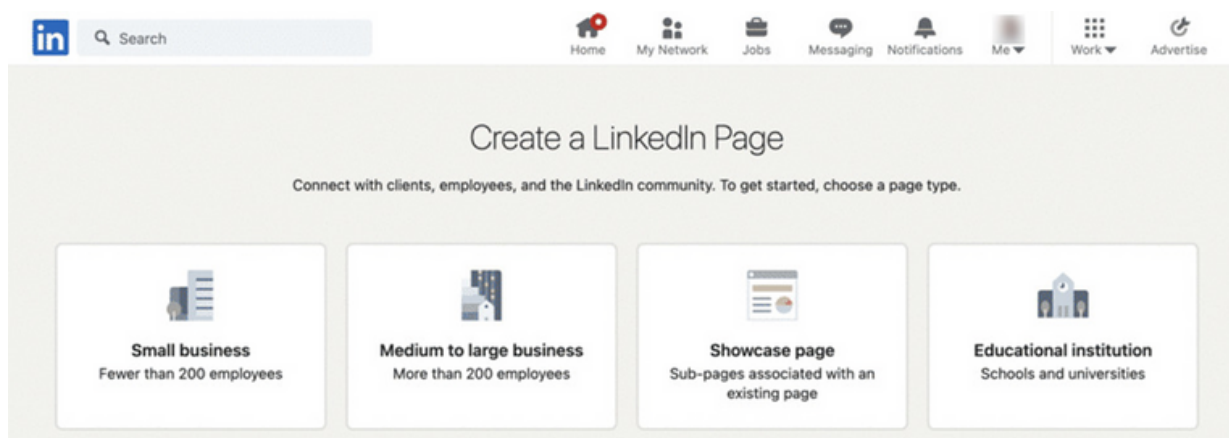 in
Search
Home
My Network
Jobs
Messaging
Notifications
Me
Work
Advertise
Create a LinkedIn Page
Connect with clients, employees, and the LinkedIn community. To get started, choose a page type.
Small business
Fewer than 200 employees
Medium to large business
More than 200 employees
Showcase page
Sub-pages associated with an
existing page
Educational institution
Schools and universities